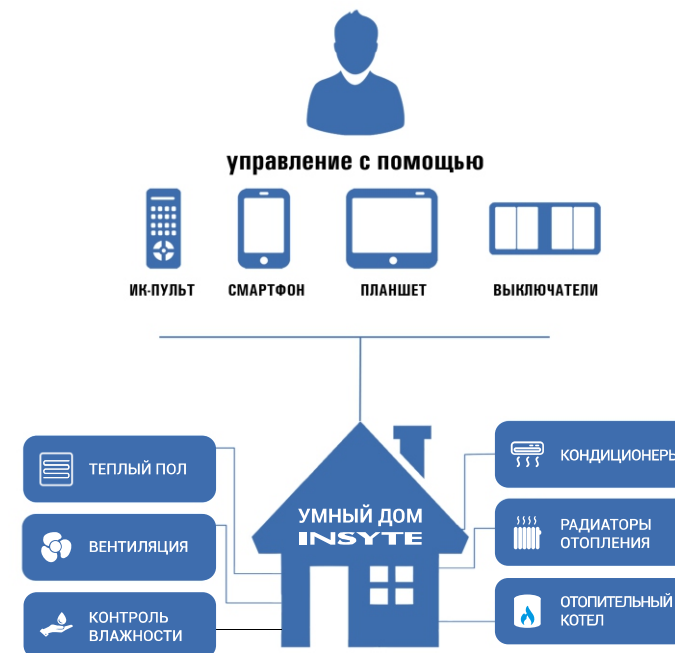 управление с помощью
ИК-ПУЛЬТ
СМАРТФОН
ПЛАНШЕТ
ВЫКЛЮЧАТЕЛИ
ТЕПЛЫЙ ПОЛ
ВЕНТИЛЯЦИЯ
КОНТРОЛЬ
ВЛАЖНОСТИ
УМНЫЙ ДОМ
INSYTE
КОНДИЦИОНЕРЫ
РАДИАТОРЫ
ОТОПЛЕНИЯ
ОТОПИТЕЛЬНЫЙ
КОТЕЛ